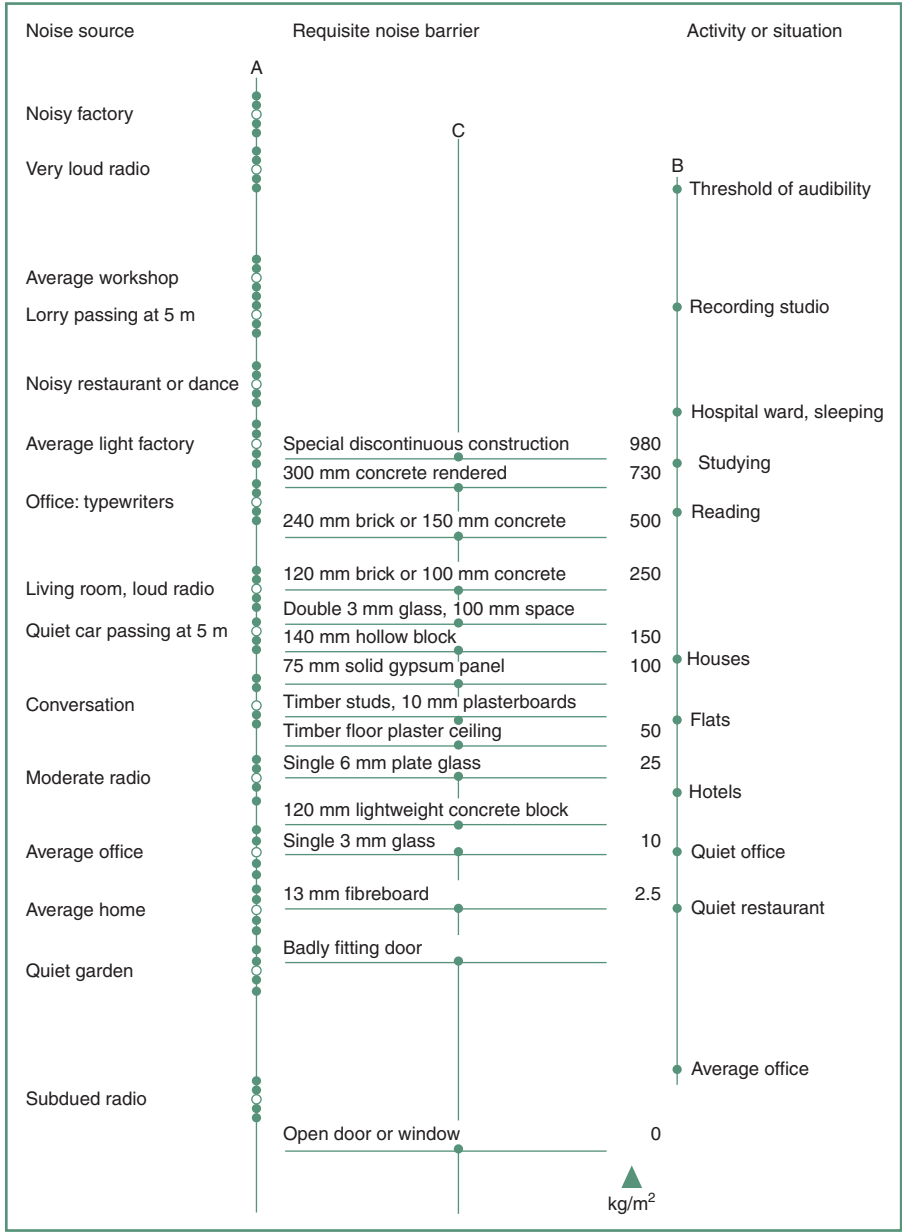 Noise source Requisite noise barrier Activity or situation
A
Noisy factory
C
Very loud radio
B
Threshold of audibility
Average workshop
Lorry passing at 5 m
Recording studio
Noisy restaurant or dance
Hospital ward, sleeping
Average light factory Special discontinuous construction 980
Studying
300 mm concrete rendered 730
Office: typewriters
Reading
240 mm brick or 150 mm concrete 500
120 mm brick or 100 mm concrete 250
Living room, loud radio
Double 3 mm glass, 100 mm space
Quiet car passing at 5 m
140 mm hollow block 150
Houses
75 mm solid gypsum panel 100
Conversation Timber studs, 10 mm plasterboards
Flats
Timber floor plaster ceiling 50
Single 6 mm plate glass 25
Moderate radio
Hotels
120 mm lightweight concrete block
Single 3 mm glass 10
Average office Quiet office
13 mm fibreboard 2.5
Average home Quiet restaurant
Badly fitting door
Quiet garden
Average office
Subdued radio
Open door or window 0
kg/m²